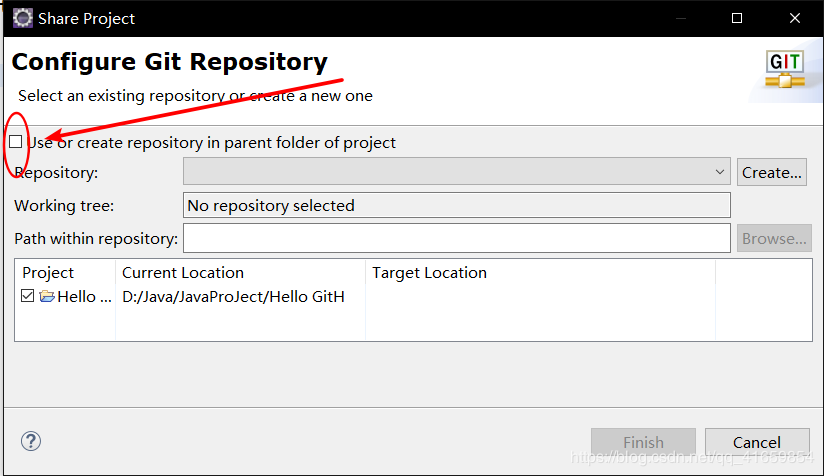 Share Project
Configure Git Repository
GIT
Select an existing repository or create a new one
Use or create repository in parent folder of project
Repository:
Create...
Working tree: No repository selected
Path within repository:
Browse...
Project Current Location Target Location
Hello ... D:/Java/JavaProJect/Hello GitH
?
Finish Cancel
https://blog.csdn.net/qq_41659854